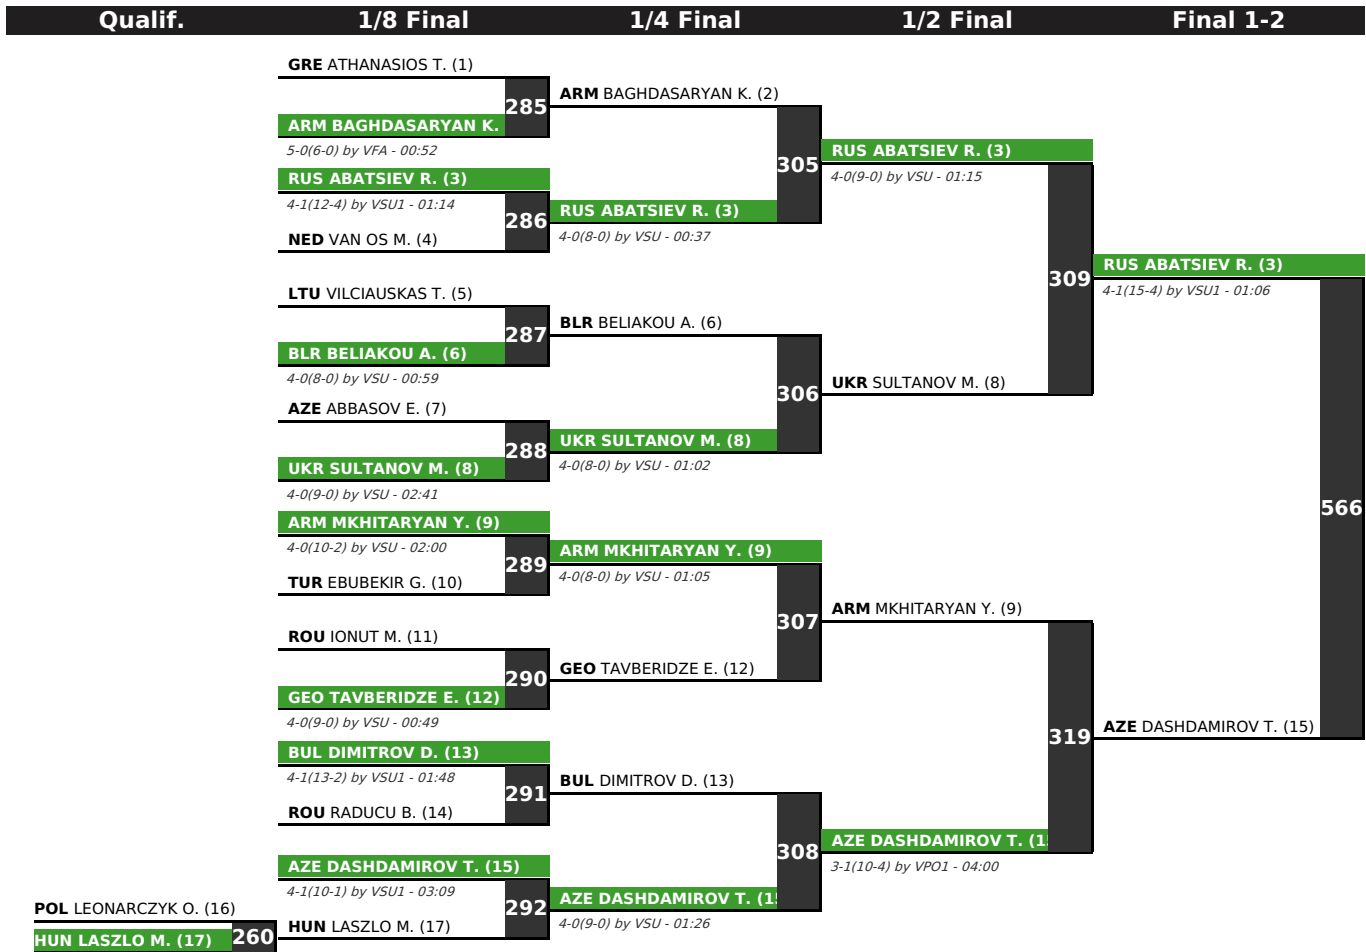 Qualif. 1/8 Final 1/4 Final 1/2 Final Final 1-2
GRE ATHANASIOS T. (1)
285
ARM BAGHDASARYAN K.
5-0(6-0) by VFA - 00:52
RUS ABATSIEV R. (3)
4-1(12-4) by VSU1 - 01:14
286
NED VAN OS M. (4)
LTU VILCIAUSKAS T. (5)
287
BLR BELIAKOU A. (6)
4-0(8-0) by VSU - 00:59
AZE ABBASOV E. (7)
288
UKR SULTANOV M. (8)
4-0(9-0) by VSU - 02:41
ARM MKHITARYAN Y. (9)
4-0(10-2) by VSU - 02:00
289
TUR EBUBEKIR G. (10)
ROU IONUT M. (11)
290
GEO TAVBERIDZE E. (12)
4-0(9-0) by VSU - 00:49
BUL DIMITROV D. (13)
4-1(13-2) by VSU1 - 01:48
291
ROU RADUCU B. (14)
AZE DASHDAMIROV T. (15)
4-1(10-1) by VSU1 - 03:09
292
HUN LASZLO M. (17)
POL LEONARCZYK O. (16)
260
HUN LASZLO M. (17)
ARM BAGHDASARYAN K. (2)
305
RUS ABATSIEV R. (3)
4-0(8-0) by VSU - 00:37
BLR BELIAKOU A. (6)
306
UKR SULTANOV M. (8)
4-0(8-0) by VSU - 01:02
ARM MKHITARYAN Y. (9)
4-0(8-0) by VSU - 01:05
307
GEO TAVBERIDZE E. (12)
BUL DIMITROV D. (13)
308
AZE DASHDAMIROV T. (15
4-0(9-0) by VSU - 01:26
RUS ABATSIEV R. (3)
4-0(9-0) by VSU - 01:15
309
UKR SULTANOV M. (8)
ARM MKHITARYAN Y. (9)
319
AZE DASHDAMIROV T. (1
3-1(10-4) by VPO1 - 04:00
RUS ABATSIEV R. (3)
4-1(15-4) by VSU1 - 01:06
566
AZE DASHDAMIROV T. (15)